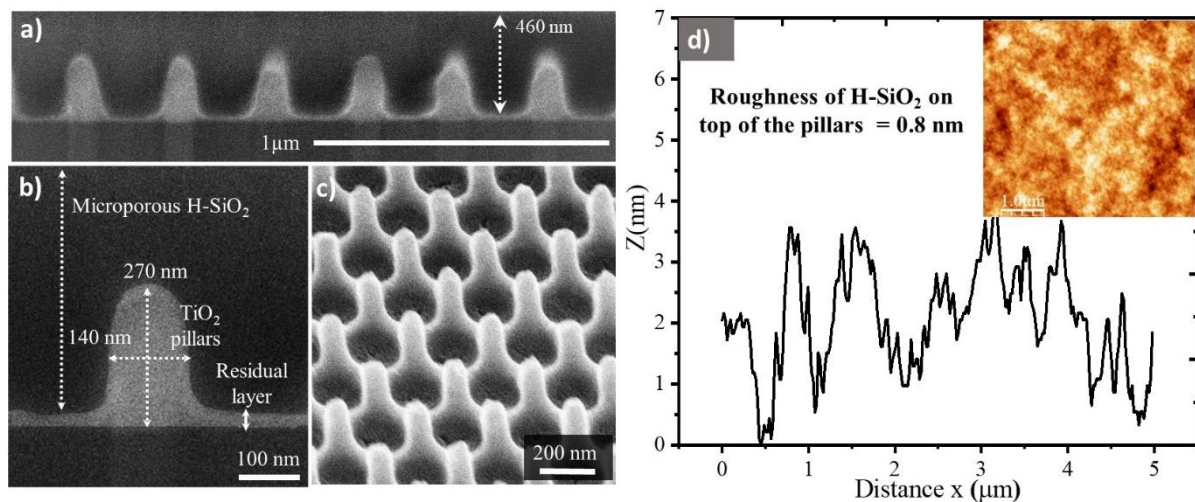 a)
460 nm
1µm
b)
Microporous H-SiO₂
270 nm
TiO₂
pillars
140 nm
Residual
layer
100 nm
c)
200 nm
d)
Roughness of H-SiO₂ on
top of the pillars = 0.8 nm
1.0µm
Z(nm)
7
6
5
4
3
2
1
0
0 1 2 3 4 5
Distance x (µm)